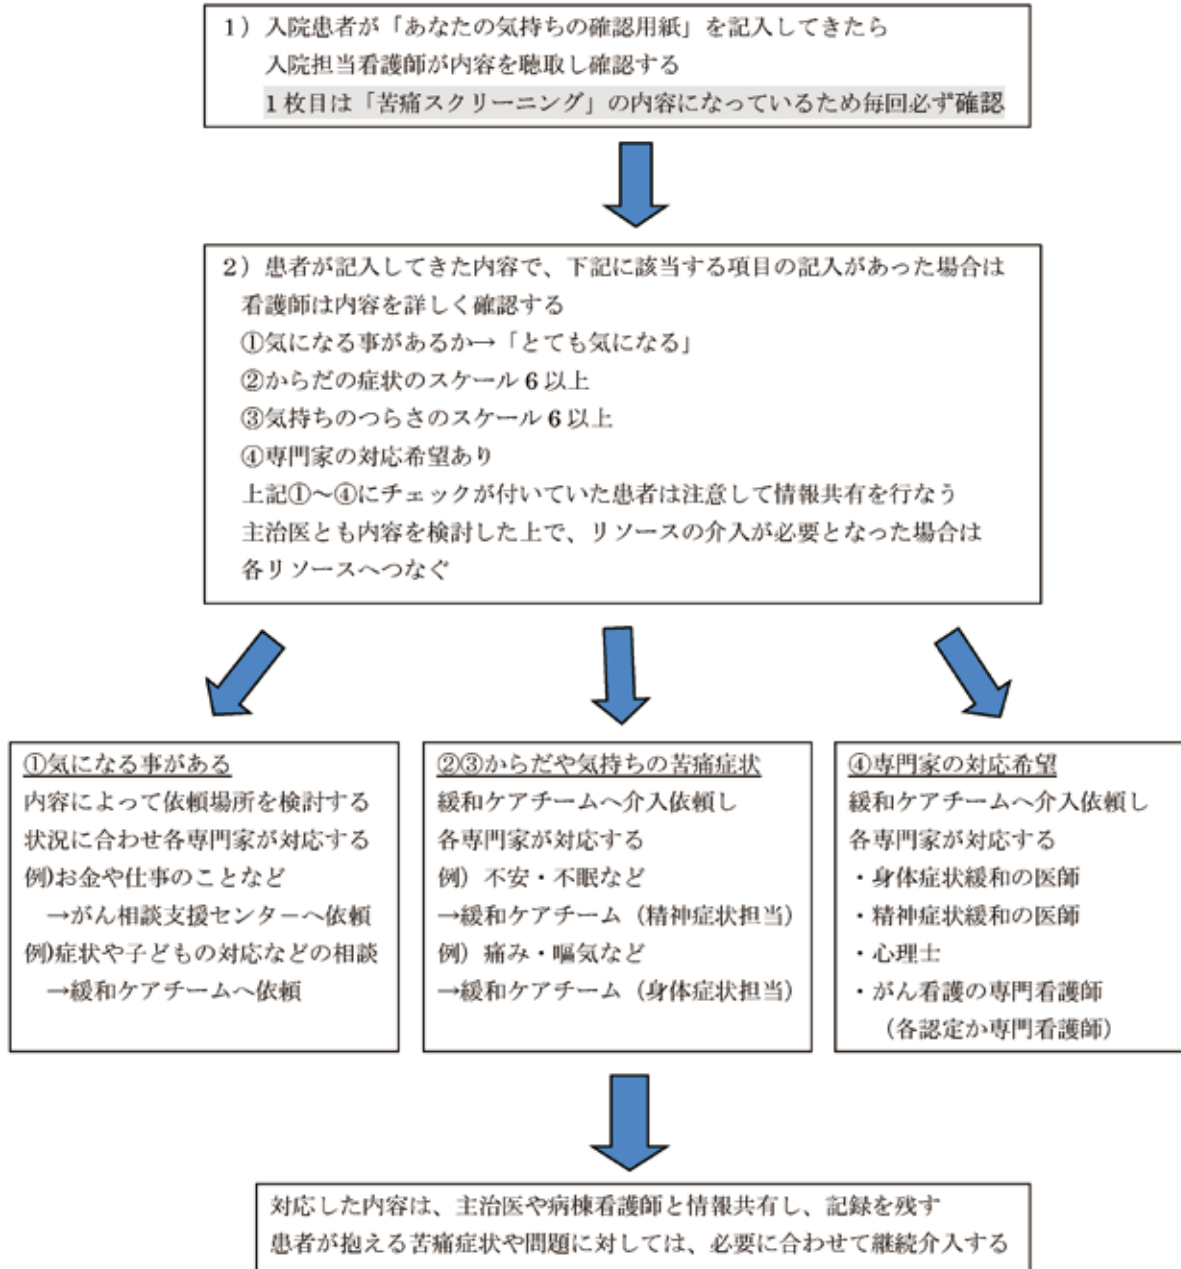 1）入院患者が「あなたの気持ちの確認用紙」を記入してきたら
入院担当看護師が内容を聴取し確認する
1枚目は「苦痛スクリーニング」の内容になっているため毎回必ず確認
2）患者が記入してきた内容で、下記に該当する項目の記入があった場合は
看護師は内容を詳しく確認する
①気になる事があるか→「とても気になる」
②からだの症状のスケール6以上
③気持ちのつらさのスケール6以上
④専門家の対応希望あり
上記①～④にチェックが付いていた患者は注意して情報共有を行なう
主治医とも内容を検討した上で、リソースの介入が必要となった場合は
各リソースへつなぐ
①気になる事がある
内容によって依頼場所を検討する
状況に合わせ各専門家が対応する
例)お金や仕事のことなど
→がん相談支援センターへ依頼
例)症状や子どもの対応などの相談
→緩和ケアチームへ依頼
②③からだや気持ちの苦痛症状
緩和ケアチームへ介入依頼し
各専門家が対応する
例）不安・不眠など
→緩和ケアチーム（精神症状担当）
例）痛み・嘔気など
→緩和ケアチーム（身体症状担当）
④専門家の対応希望
緩和ケアチームへ介入依頼し
各専門家が対応する
・身体症状緩和の医師
・精神症状緩和の医師
・心理士
・がん看護の専門看護師
（各認定か専門看護師）
対応した内容は、主治医や病棟看護師と情報共有し、記録を残す
患者が抱える苦痛症状や問題に対しては、必要に合わせて継続介入する